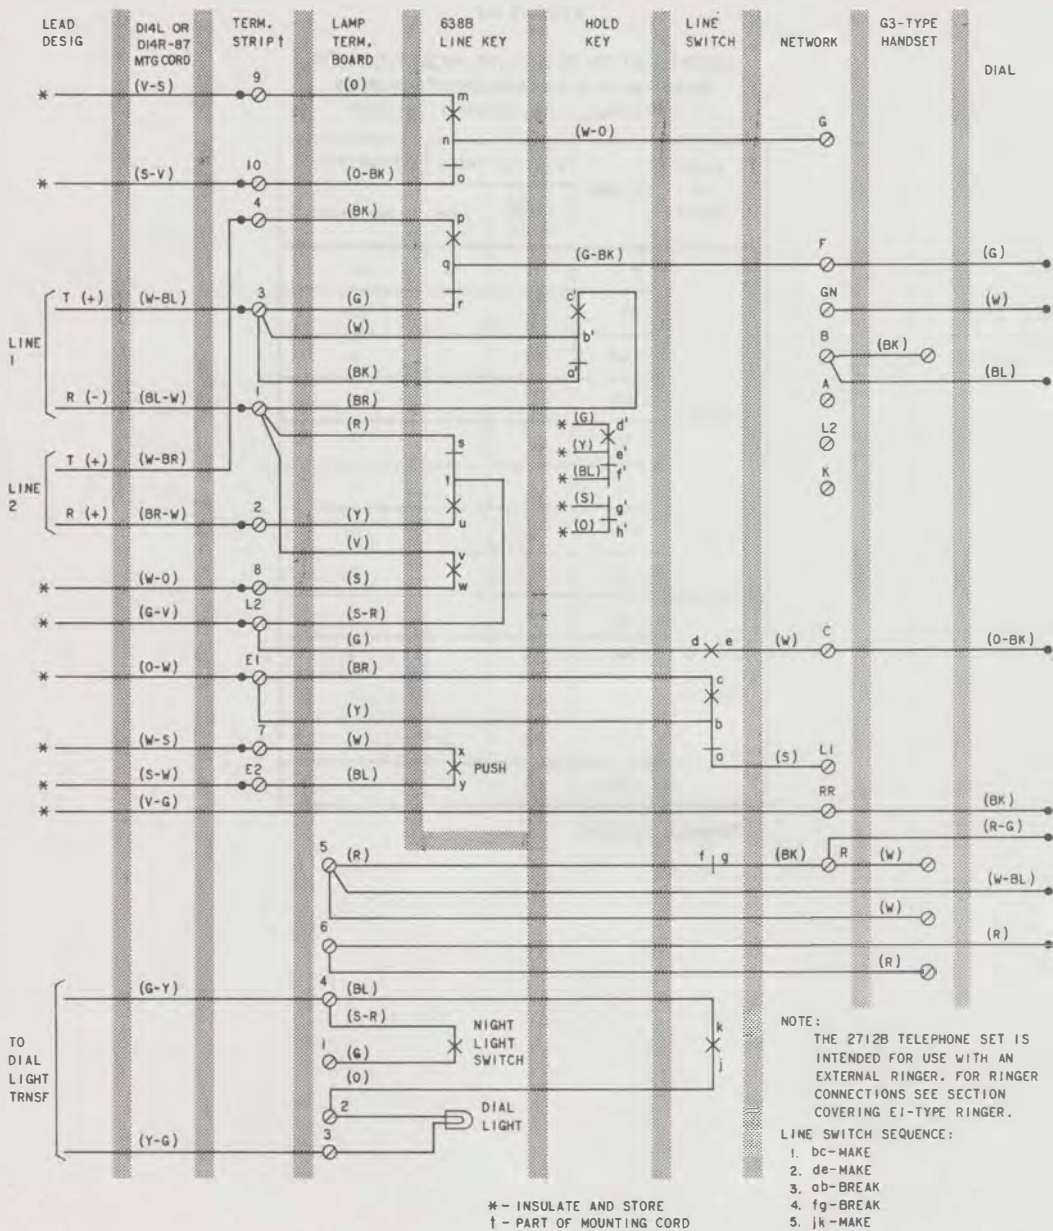 LEAD DESIG
DI4L OR DI4R-87 MTG CORD
TERM. STRIP†
LAMP TERM. BOARD
638B LINE KEY
HOLD KEY
LINE SWITCH
NETWORK
G3-TYPE HANDSET
DIAL
* (V-S) 9 (O) m
n (W-O) G
* (S-V) 10 (O-BK) o
4 (BK) p
q (G-BK) F (G)
T (+) (W-BL) 3 (G) r c' GN (W)
(W) b'
LINE 1
B (BK)
(BK) a' (BL)
A
R (-) (BL-W) 1 (BR)
(R) s
* (G) d'
L2
T (+) (W-BR)
* (Y) e'
t
* (BL) f'
K
LINE 2
R (+) (BR-W) 2 (Y) u
* (S) g'
* (O) h'
(V) v
* (W-O) 8 (S) w
* (G-V) L2 (S-R)
(G) d e (W) C (O-BK)
* (O-W) E1 (BR) c
(Y) b
* (W-S) 7 (W) x
PUSH
a (S) L1
* (S-W) E2 (BL) y
* (V-G) RR (BK)
(R-G)
5 (R) f g (BK) R (W)
(W-BL)
(W)
6 (R)
(R)
(G-Y) 4 (BL) k
(S-R)
NIGHT LIGHT SWITCH
1 (G) j
(O)
TO DIAL LIGHT TRNSF
2 DIAL LIGHT
(Y-G) 3
NOTE:
THE 2712B TELEPHONE SET IS
INTENDED FOR USE WITH AN
EXTERNAL RINGER. FOR RINGER
CONNECTIONS SEE SECTION
COVERING E1-TYPE RINGER.
LINE SWITCH SEQUENCE:
1. bc-MAKE
2. de-MAKE
3. ab-BREAK
4. fg-BREAK
5. jk-MAKE
* - INSULATE AND STORE
† - PART OF MOUNTING CORD